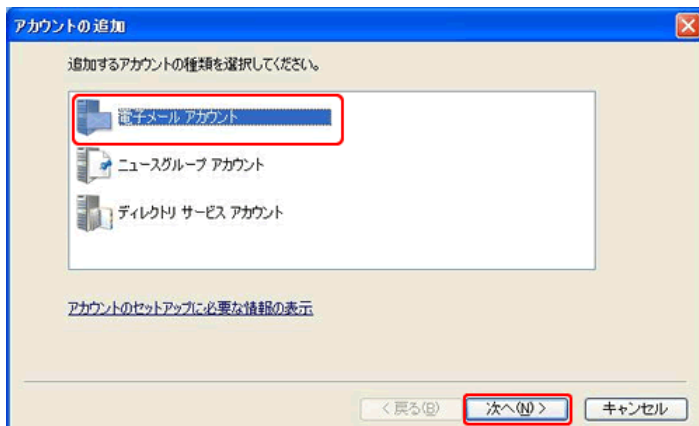 アカウントの追加
追加するアカウントの種類を選択してください。
電子メール アカウント
ニュースグループ アカウント
ディレクトリ サービス アカウント
アカウントのセットアップに必要な情報の表示
< 戻る(B)
次へ(N) >
キャンセル